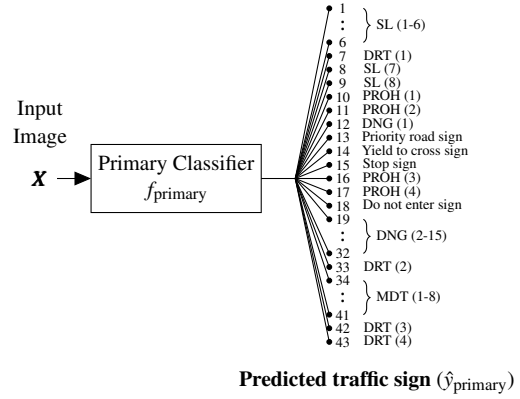 1
:
SL (1-6)
6
7 DRT (1)
8 SL (7)
9 SL (8)
10 PROH (1)
11 PROH (2)
12 DNG (1)
13 Priority road sign
14 Yield to cross sign
15 Stop sign
16 PROH (3)
17 PROH (4)
18 Do not enter sign
19
:
DNG (2-15)
32
33 DRT (2)
34
:
MDT (1-8)
41
42 DRT (3)
43 DRT (4)
Input
Image
X
Primary Classifier
f_primary
Predicted traffic sign (ŷ_primary)